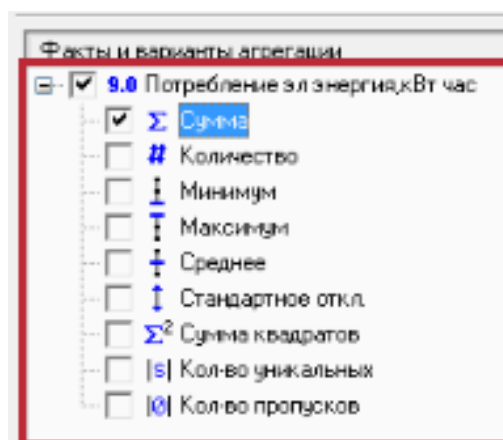 Факты и варианты агрегации
9.0 Потребление эл энергия,кВт час
Σ Сумма
# Количество
Минимум
Максимум
Среднее
Стандартное откл.
Σ² Сумма квадратов
|s| Кол-во уникальных
|0| Кол-во пропусков